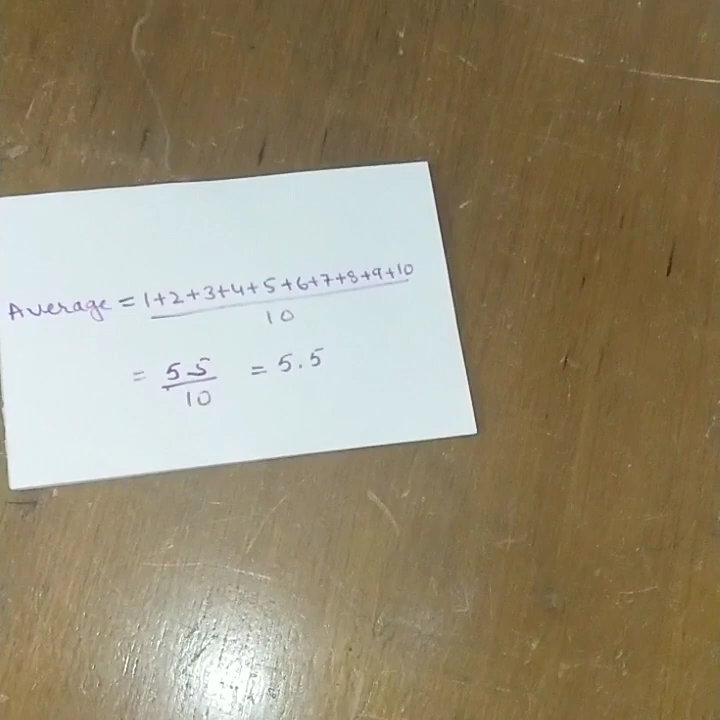 Average = 1+2+3+4+5+6+7+8+9+10
10
= 55 = 5.5
10